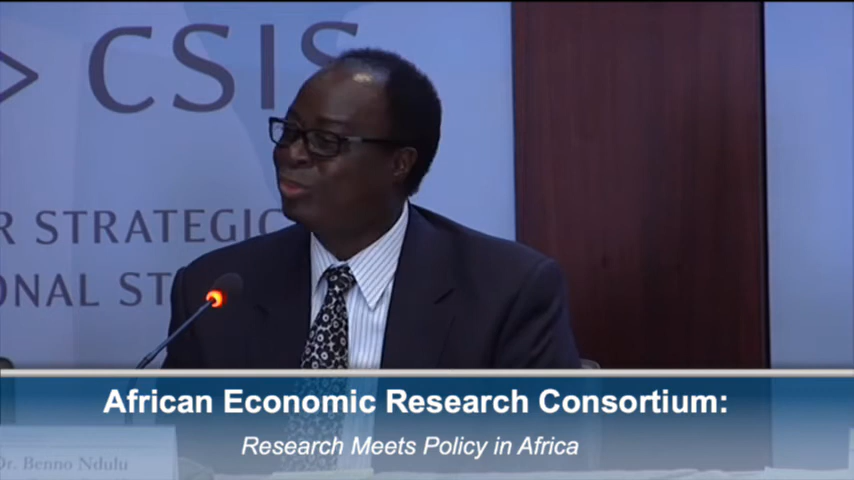 CSIS
R STRATEGIC
ONAL ST
African Economic Research Consortium:
Research Meets Policy in Africa
Dr. Benno Ndulu